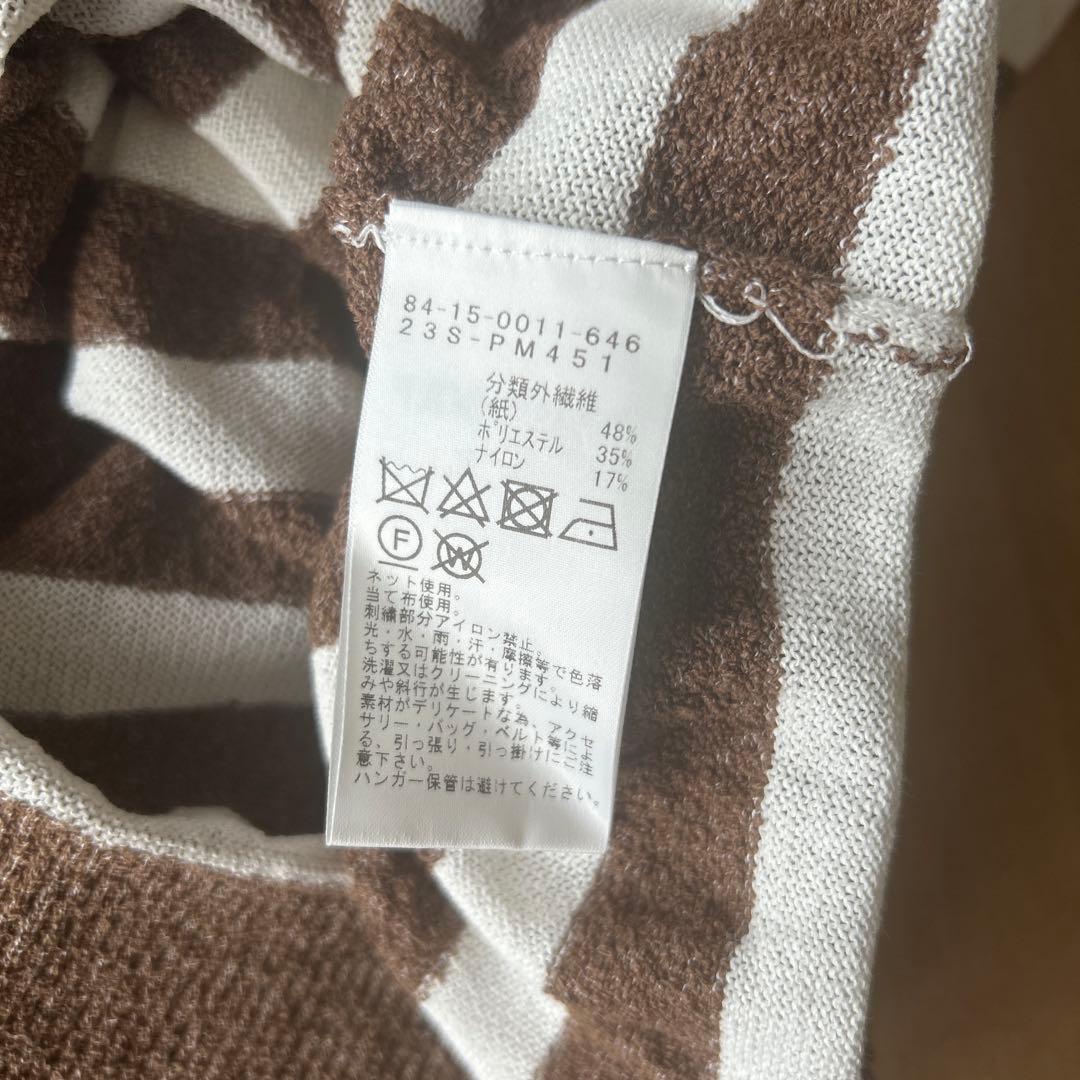 84-15-0011-646
23S-PM451
分類外繊維
(紙) 48%
ポリエステル 35%
ナイロン 17%
F W
ネット使用。
当て布使用。
刺繍部分アイロン禁止。
光・水・雨・汗・摩擦等で色落
ちする可能性が有ります。
洗濯又はクリーニングにより縮
みや斜行が生じます。
素材がデリケートな為、アクセ
サリー・バッグ・ベルト等によ
る、引っ張り・引っ掛けにご注
意下さい。
ハンガー保管は避けてください。